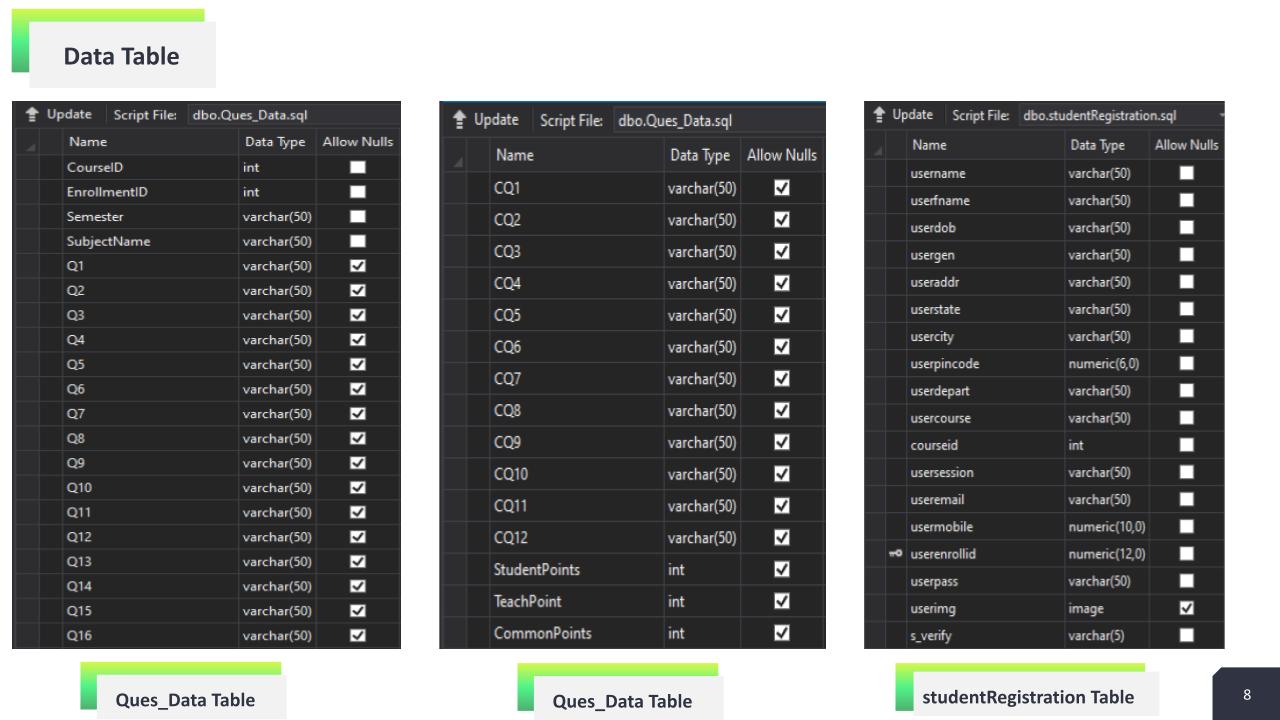 Data Table
Update Script File: dbo.Ques_Data.sql
Name Data Type Allow Nulls
CourseID int
EnrollmentID int
Semester varchar(50)
SubjectName varchar(50)
Q1 varchar(50)
Q2 varchar(50)
Q3 varchar(50)
Q4 varchar(50)
Q5 varchar(50)
Q6 varchar(50)
Q7 varchar(50)
Q8 varchar(50)
Q9 varchar(50)
Q10 varchar(50)
Q11 varchar(50)
Q12 varchar(50)
Q13 varchar(50)
Q14 varchar(50)
Q15 varchar(50)
Q16 varchar(50)
Ques_Data Table
Update Script File: dbo.Ques_Data.sql
Name Data Type Allow Nulls
CQ1 varchar(50)
CQ2 varchar(50)
CQ3 varchar(50)
CQ4 varchar(50)
CQ5 varchar(50)
CQ6 varchar(50)
CQ7 varchar(50)
CQ8 varchar(50)
CQ9 varchar(50)
CQ10 varchar(50)
CQ11 varchar(50)
CQ12 varchar(50)
StudentPoints int
TeachPoint int
CommonPoints int
Ques_Data Table
Update Script File: dbo.studentRegistration.sql
Name Data Type Allow Nulls
username varchar(50)
userfname varchar(50)
userdob varchar(50)
usergen varchar(50)
useraddr varchar(50)
userstate varchar(50)
usercity varchar(50)
userpincode numeric(6,0)
userdepart varchar(50)
usercourse varchar(50)
courseid int
usersession varchar(50)
useremail varchar(50)
usermobile numeric(10,0)
userenrollid numeric(12,0)
userpass varchar(50)
userimg image
s_verify varchar(5)
studentRegistration Table
8